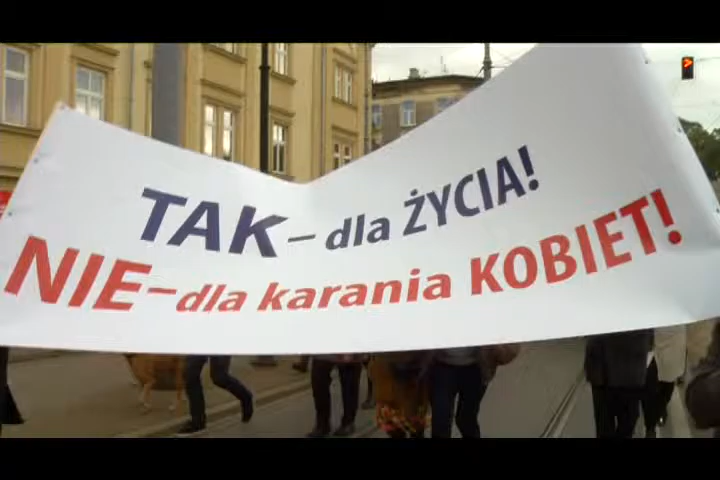 TAK – dla ŻYCIA!
NIE – dla karania KOBIET!